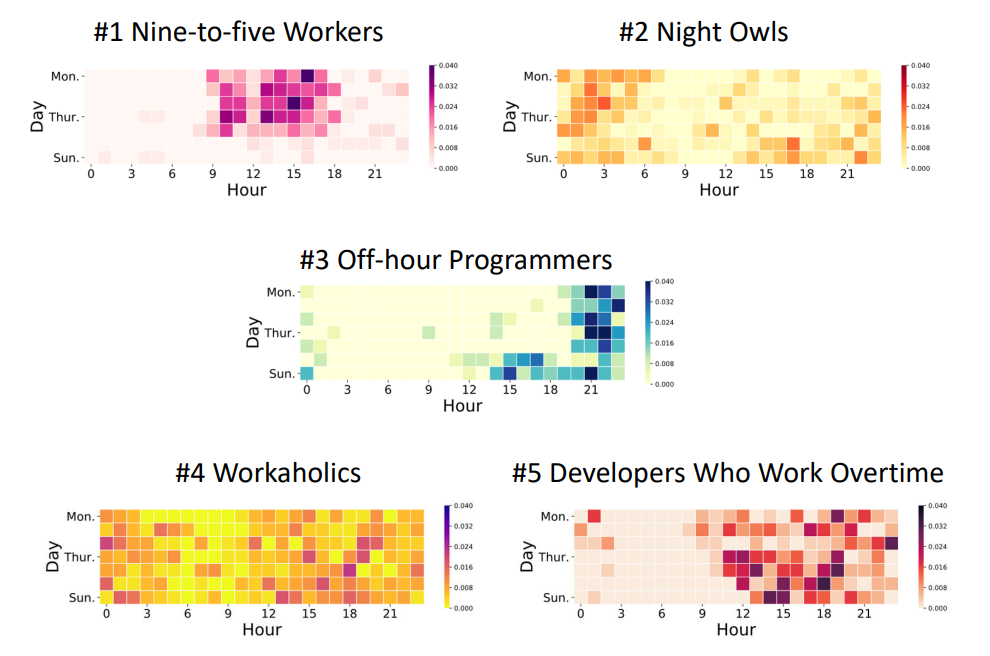 #1 Nine-to-five Workers
#2 Night Owls
Mon.
Thur.
Sun.
Day
0 3 6 9 12 15 18 21
Hour
0.040
0.032
0.024
0.016
0.008
0.000
Mon.
Thur.
Sun.
Day
0 3 6 9 12 15 18 21
Hour
0.040
0.032
0.024
0.016
0.008
0.000
#3 Off-hour Programmers
Mon.
Thur.
Sun.
Day
0 3 6 9 12 15 18 21
Hour
0.040
0.032
0.024
0.016
0.008
0.000
#4 Workaholics
#5 Developers Who Work Overtime
Mon.
Thur.
Sun.
Day
0 3 6 9 12 15 18 21
Hour
0.040
0.032
0.024
0.016
0.008
0.000
Mon.
Thur.
Sun.
Day
0 3 6 9 12 15 18 21
Hour
0.040
0.032
0.024
0.016
0.008
0.000